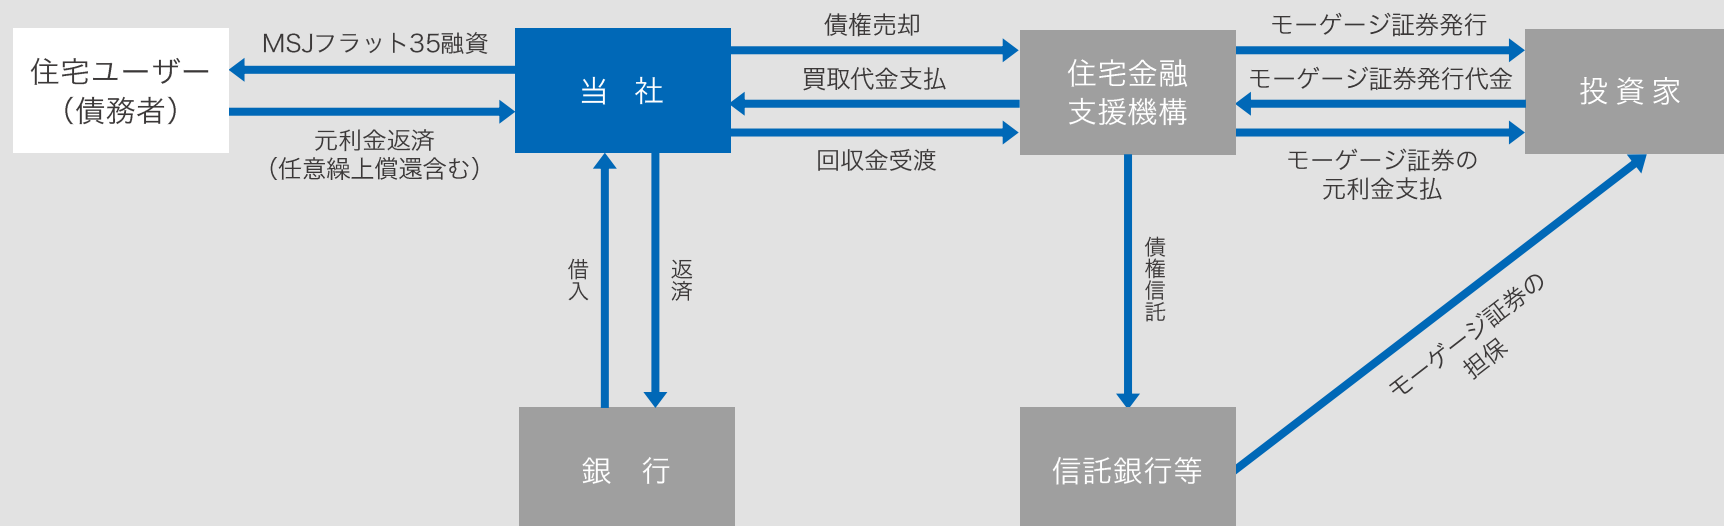 住宅ユーザー
（債務者）
MSJフラット35融資
元利金返済
（任意繰上償還含む）
当 社
債権売却
買取代金支払
回収金受渡
住宅金融
支援機構
モーゲージ証券発行
モーゲージ証券発行代金
モーゲージ証券の
元利金支払
投資家
借入
返済
債権信託
モーゲージ証券の
担保
銀 行
信託銀行等